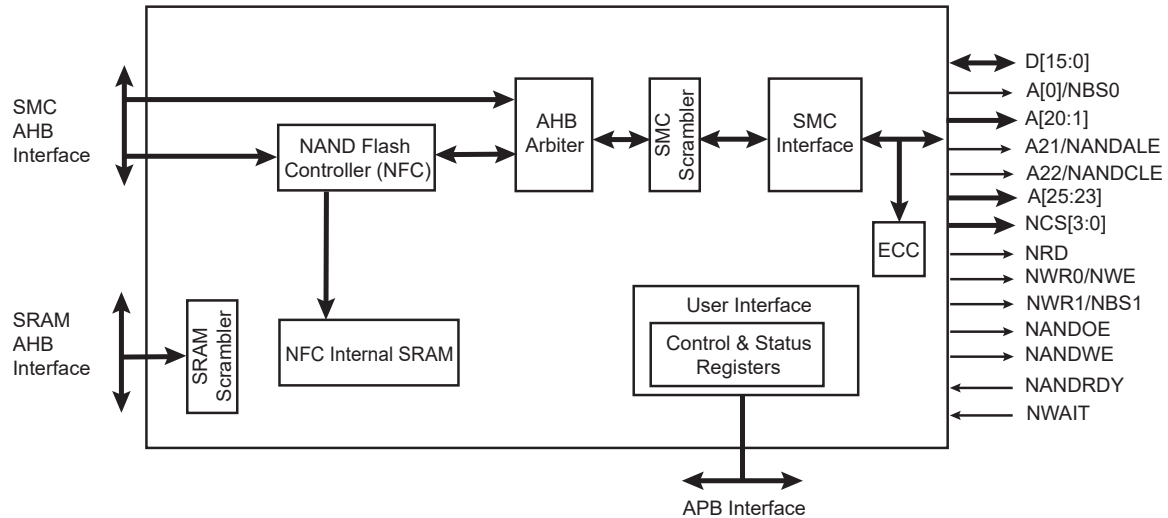 SMC
AHB
Interface
NAND Flash
Controller (NFC)
AHB
Arbiter
SMC
Scrambler
SMC
Interface
ECC
D[15:0]
A[0]/NBS0
A[20:1]
A21/NANDALE
A22/NANDCLE
A[25:23]
NCS[3:0]
NRD
NWR0/NWE
NWR1/NBS1
NANDOE
NANDWE
NANDRDY
NWAIT
SRAM
AHB
Interface
SRAM
Scrambler
NFC Internal SRAM
User Interface
Control & Status
Registers
APB Interface